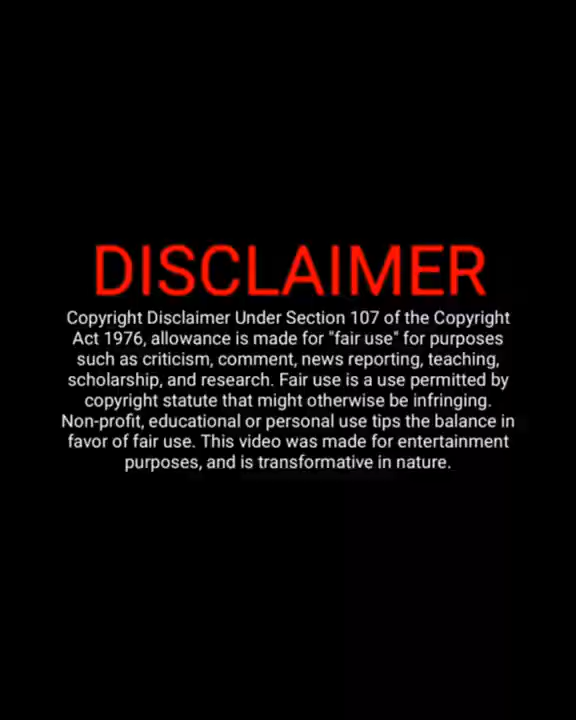 DISCLAIMER
Copyright Disclaimer Under Section 107 of the Copyright
Act 1976, allowance is made for "fair use" for purposes
such as criticism, comment, news reporting, teaching,
scholarship, and research. Fair use is a use permitted by
copyright statute that might otherwise be infringing.
Non-profit, educational or personal use tips the balance in
favor of fair use. This video was made for entertainment
purposes, and is transformative in nature.